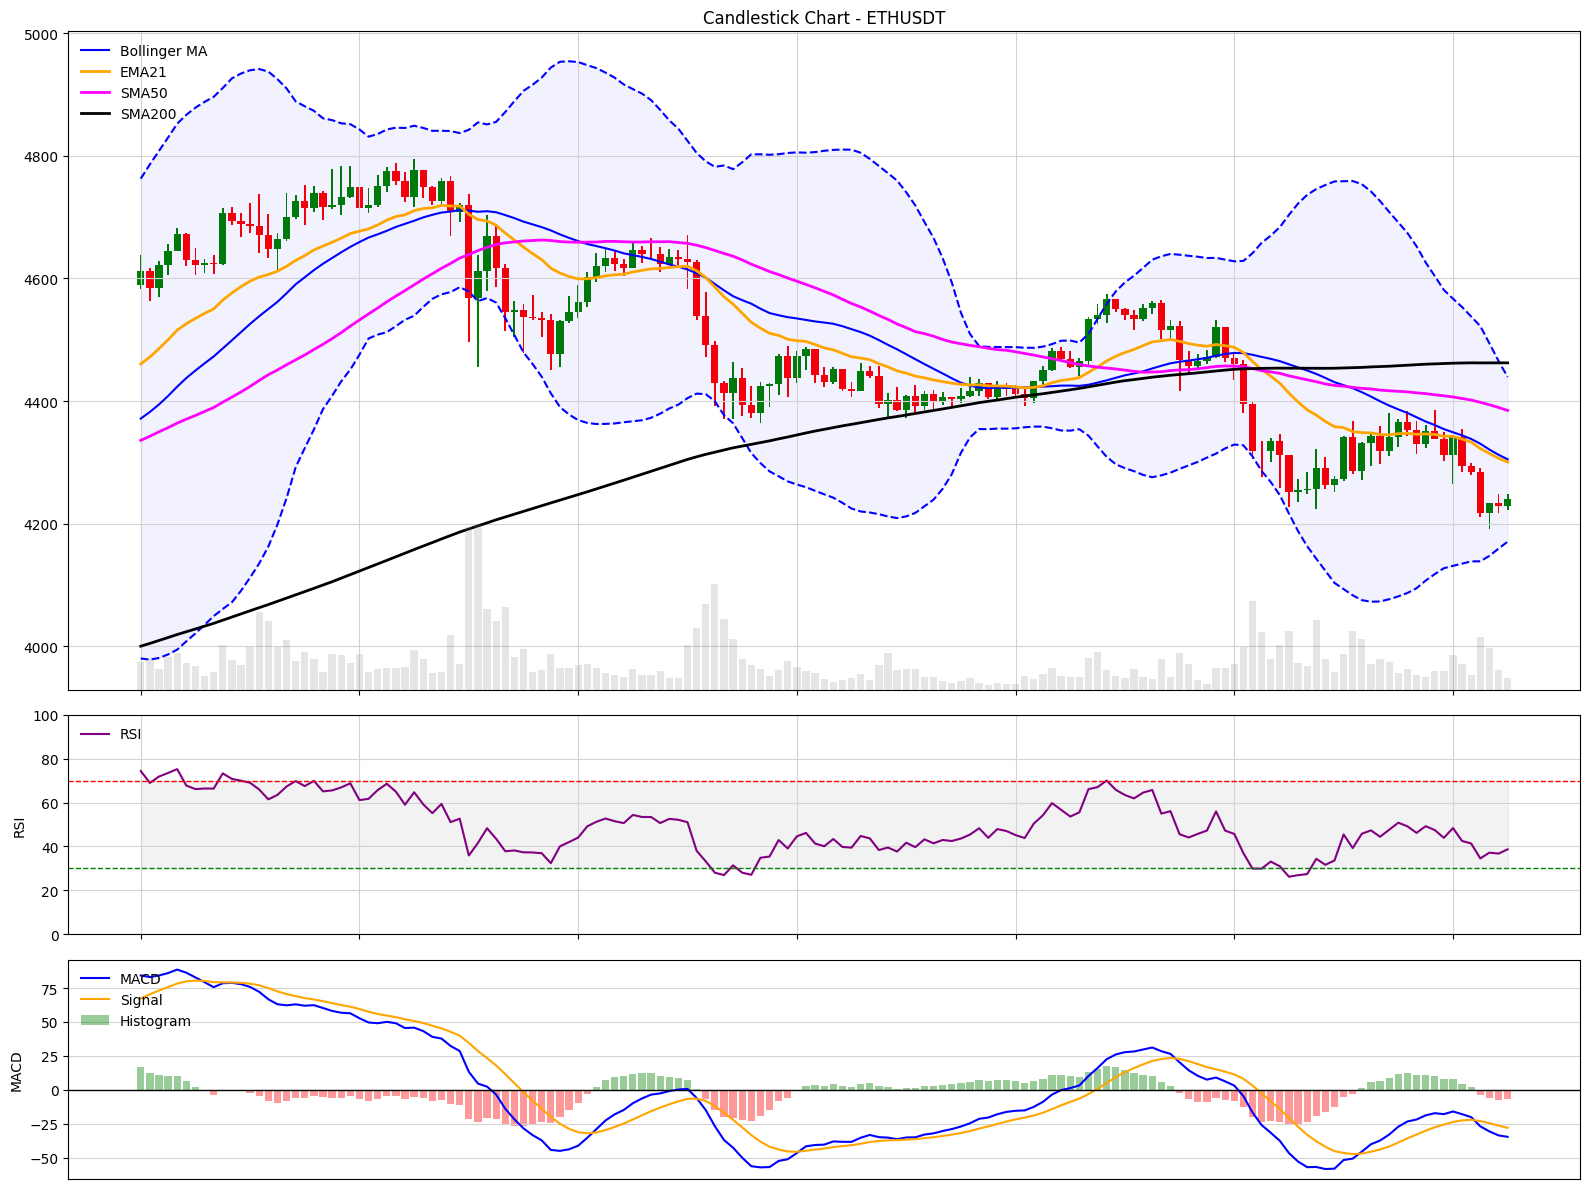 Candlestick Chart - ETHUSDT
5000
4800
4600
4400
4200
4000
Bollinger MA
EMA21
SMA50
SMA200
100
80
60
40
20
0
RSI
RSI
75
50
25
0
−25
−50
MACD
MACD
Signal
Histogram